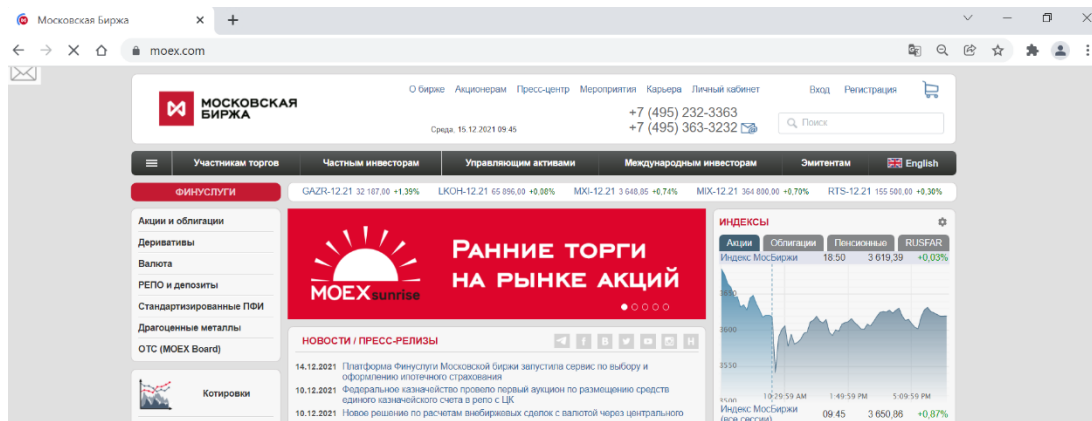 Московская Биржа
moex.com
МОСКОВСКАЯ
БИРЖА
О бирже Акционерам Пресс-центр Мероприятия Карьера Личный кабинет Вход Регистрация
+7 (495) 232-3363
Среда, 15.12.2021 09:45 +7 (495) 363-3232 Поиск
Участникам торгов Частным инвесторам Управляющим активами Международным инвесторам Эмитентам English
ФИНУСЛУГИ GAZR-12.21 32 187,00 +1,39% LKOH-12.21 65 896,00 +0,08% MXI-12.21 3 648,85 +0,74% MIX-12.21 364 800,00 +0,70% RTS-12.21 155 500,00 +0,30%
Акции и облигации
Деривативы
Валюта
РЕПО и депозиты
Стандартизированные ПФИ
Драгоценные металлы
OTC (MOEX Board)
Котировки
РАННИЕ ТОРГИ
НА РЫНКЕ АКЦИЙ
MOEX sunrise
НОВОСТИ / ПРЕСС-РЕЛИЗЫ
14.12.2021 Платформа Финуслуги Московской биржи запустила сервис по выбору и
оформлению ипотечного страхования
10.12.2021 Федеральное казначейство провело первый аукцион по размещению средств
единого казначейского счета в репо с ЦК
10.12.2021 Новое решение по расчетам внебиржевых сделок с валютой через центрального
ИНДЕКСЫ
Акции Облигации Пенсионные RUSFAR
Индекс МосБиржи 18:50 3 619,39 +0,03%
3650
3600
3550
3500
10:29:59 AM 1:49:59 PM 5:09:59 PM
Индекс МосБиржи
(все сессии) 09:45 3 650,86 +0,87%